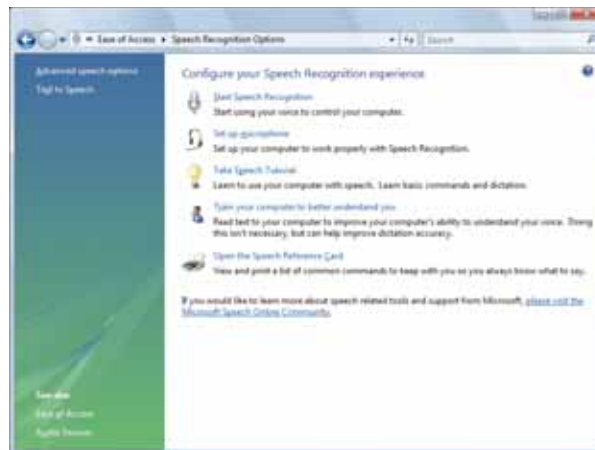 Ease of Access ▸ Speech Recognition Options
Search
Advanced speech options
Text to Speech
Configure your Speech Recognition experience
Start Speech Recognition
Start using your voice to control your computer.
Set up microphone
Set up your computer to work properly with Speech Recognition.
Take Speech Tutorial
Learn to use your computer with speech. Learn basic commands and dictation.
Train your computer to better understand you
Read text to your computer to improve your computer's ability to understand your voice. Doing
this isn't necessary, but can help improve dictation accuracy.
Open the Speech Reference Card
View and print a list of common commands to keep with you so you always know what to say.
If you would like to learn more about speech related tools and support from Microsoft, please visit the
Microsoft Speech Online Community.
See also
Ease of Access
Audio Devices